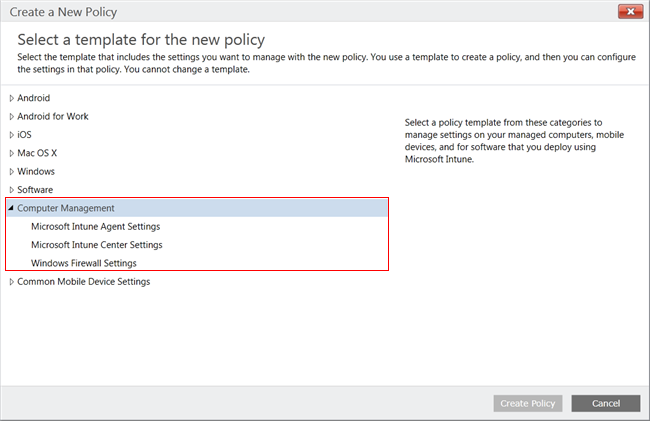 Create a New Policy
Select a template for the new policy
Select the template that includes the settings you want to manage with the new policy. You use a template to create a policy, and then you can configure
the settings in that policy. You cannot change a template.
Android
Android for Work
iOS
Mac OS X
Windows
Software
Computer Management
Microsoft Intune Agent Settings
Microsoft Intune Center Settings
Windows Firewall Settings
Common Mobile Device Settings
Select a policy template from these categories to
manage settings on your managed computers, mobile
devices, and for software that you deploy using
Microsoft Intune.
Create Policy
Cancel